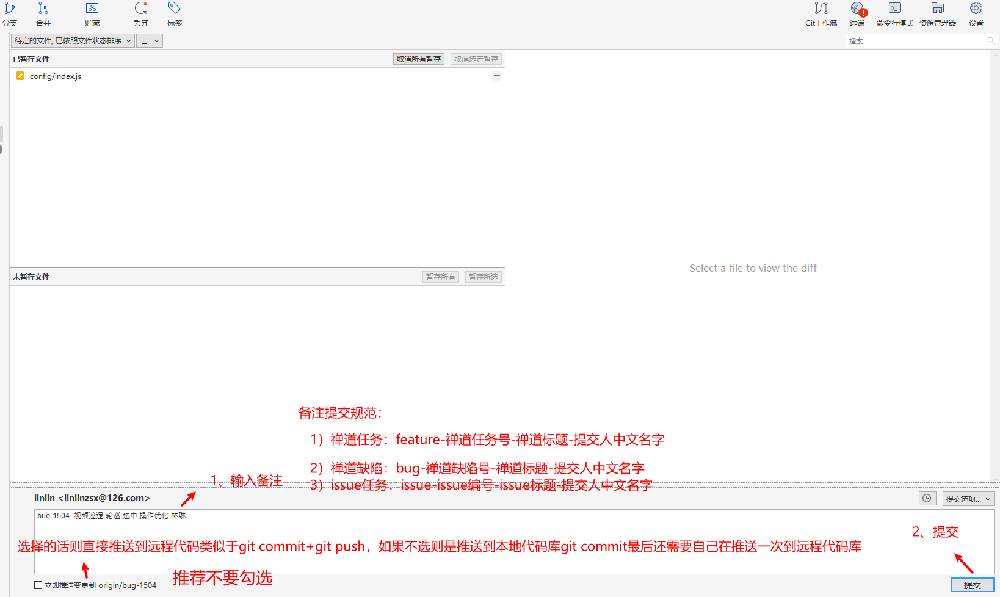 分支 合并 贮藏 丢弃 标签 Git工作流 远端 命令行模式 资源管理器 设置
待定的文件, 已依照文件状态排序 搜索
已暂存文件 取消所有暂存 取消选定暂存
config/index.js
Select a file to view the diff
未暂存文件 暂存所有 暂存所选
备注提交规范：
1）禅道任务：feature-禅道任务号-禅道标题-提交人中文名字
2）禅道缺陷：bug-禅道缺陷号-禅道标题-提交人中文名字
1、输入备注
3）issue任务：issue-issue编号-issue标题-提交人中文名字
linlin <linlinzsx@126.com> 提交选项...
bug-1504- 视频巡逻-轮巡-选中 操作优化-林琳
2、提交
选择的话则直接推送到远程代码类似于git commit+git push，如果不选则是推送到本地代码库git commit最后还需要自己在推送一次到远程代码库
推荐不要勾选
立即推送变更到 origin/bug-1504 提交